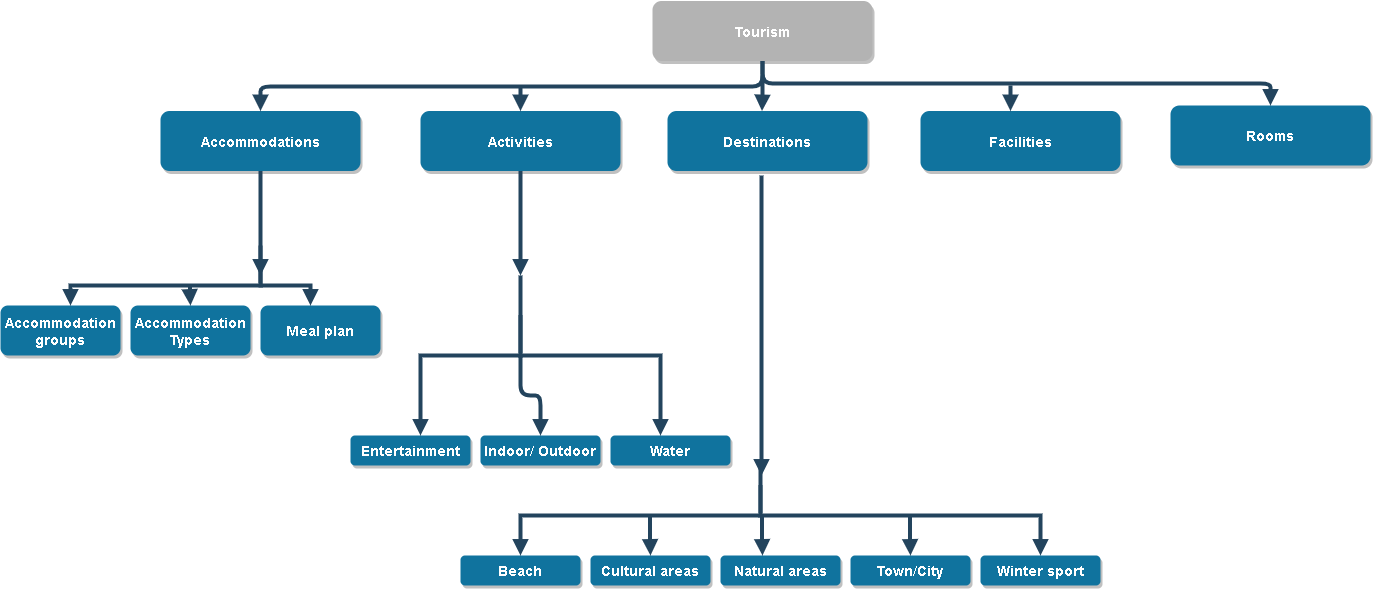 Tourism
Accommodations
Activities
Destinations
Facilities
Rooms
Accommodation
groups
Accommodation
Types
Meal plan
Entertainment
Indoor/ Outdoor
Water
Beach
Cultural areas
Natural areas
Town/City
Winter sport